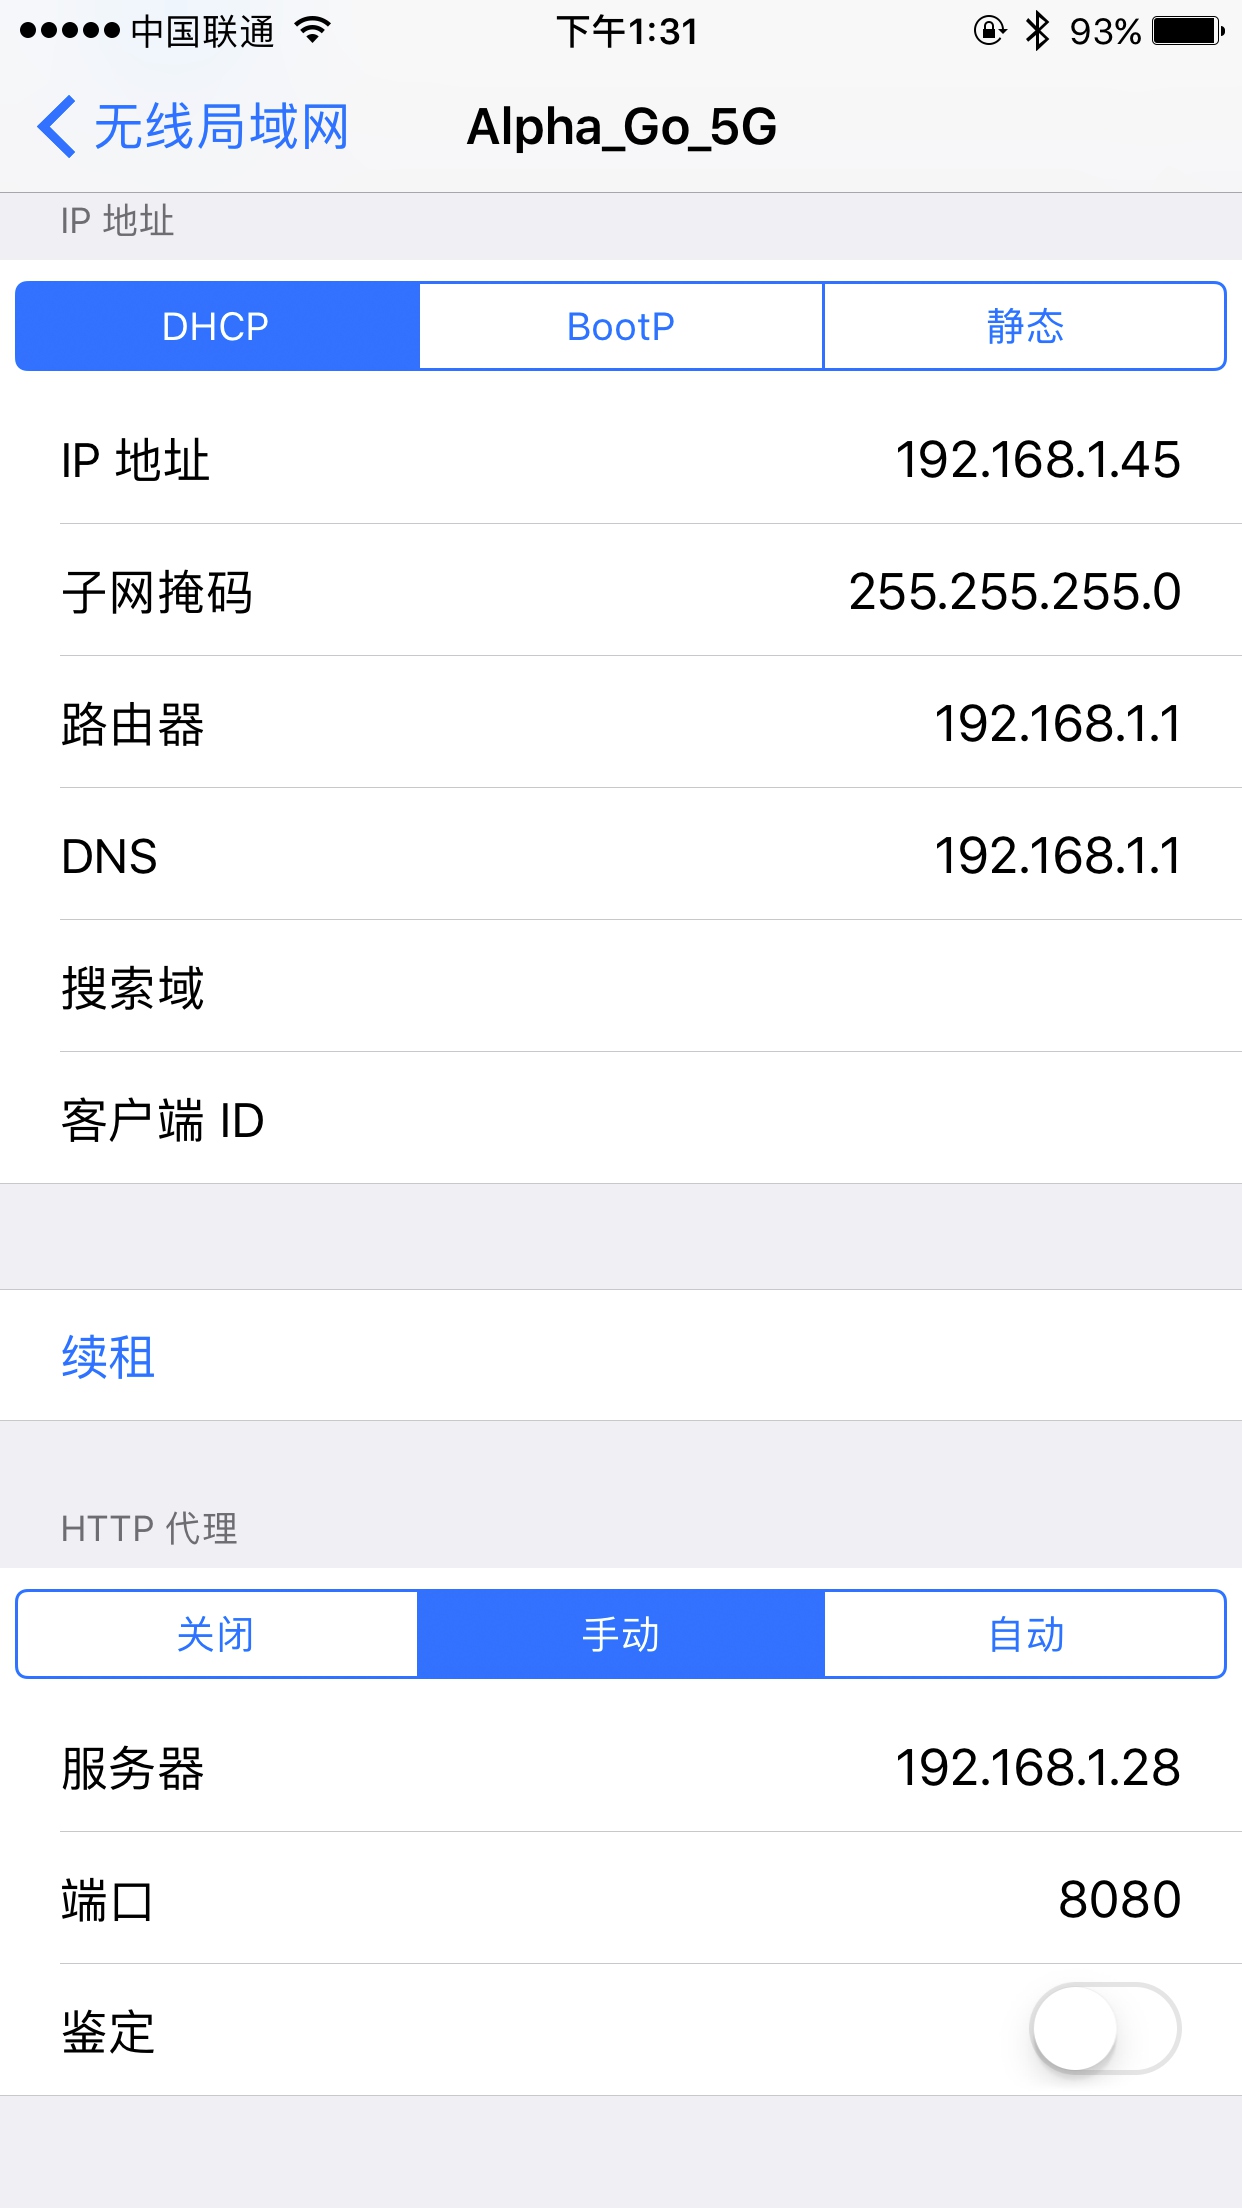 中国联通 下午1:31 93%
无线局域网 Alpha_Go_5G
IP 地址
DHCP BootP 静态
IP 地址 192.168.1.45
子网掩码 255.255.255.0
路由器 192.168.1.1
DNS 192.168.1.1
搜索域
客户端 ID
续租
HTTP 代理
关闭 手动 自动
服务器 192.168.1.28
端口 8080
鉴定